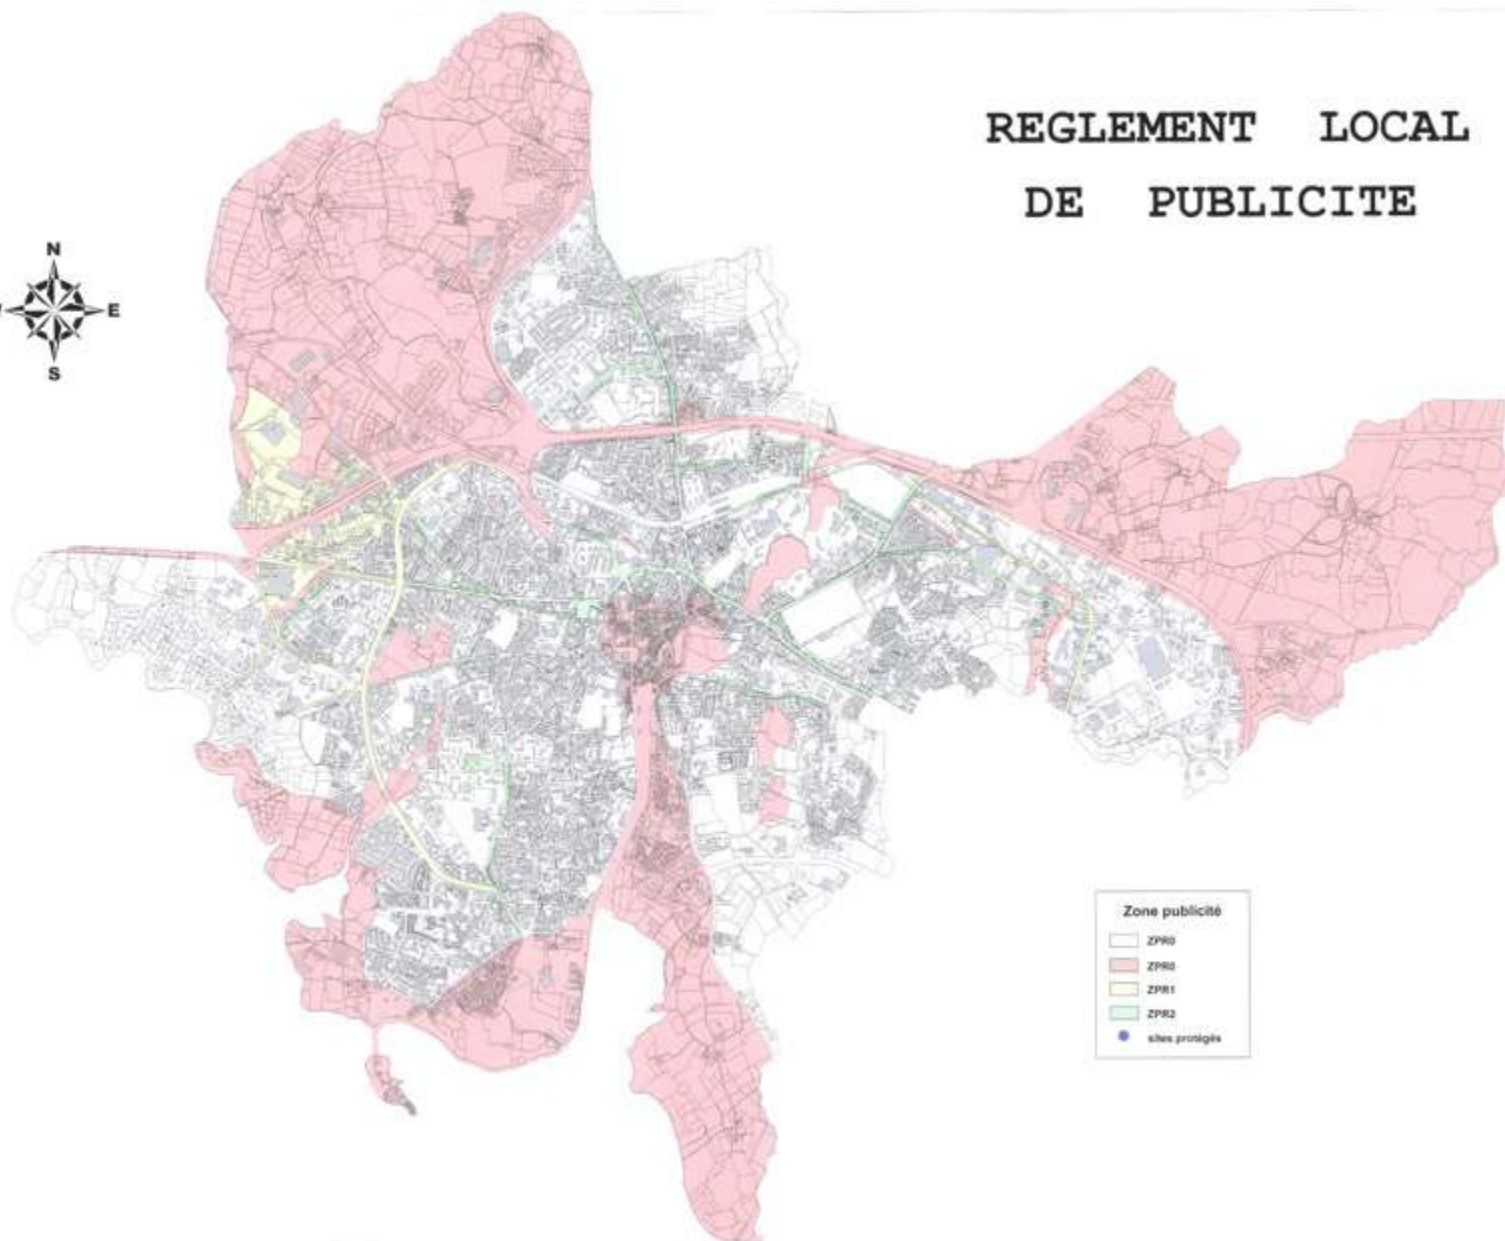 REGLEMENT LOCAL
DE PUBLICITE
N
E
S
Zone publicité
ZPR0
ZPR0
ZPR1
ZPR2
sites protégés